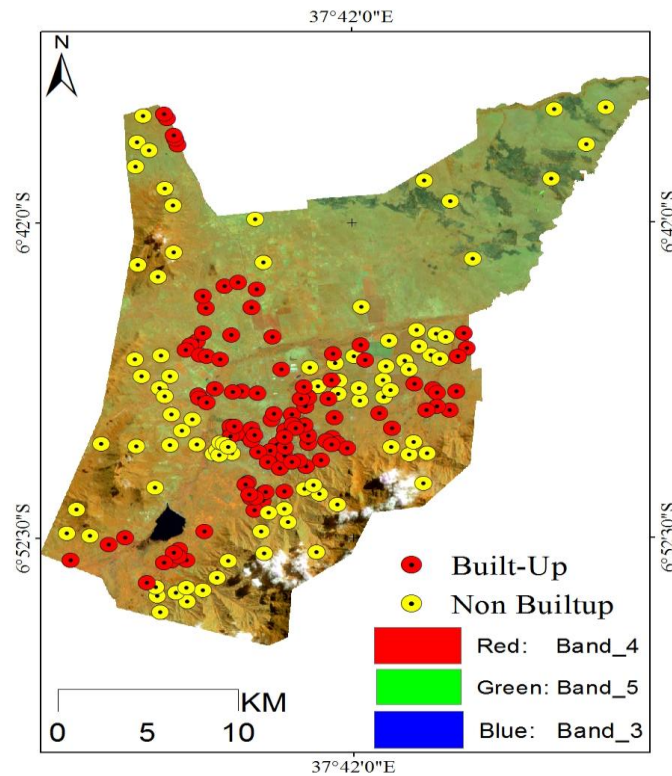 37°42'0"E
N
6°42'0"S
6°42'0"S
6°52'30"S
6°52'30"S
Built-Up
Non Builtup
Red: Band_4
Green: Band_5
Blue: Band_3
KM
0 5 10
37°42'0"E